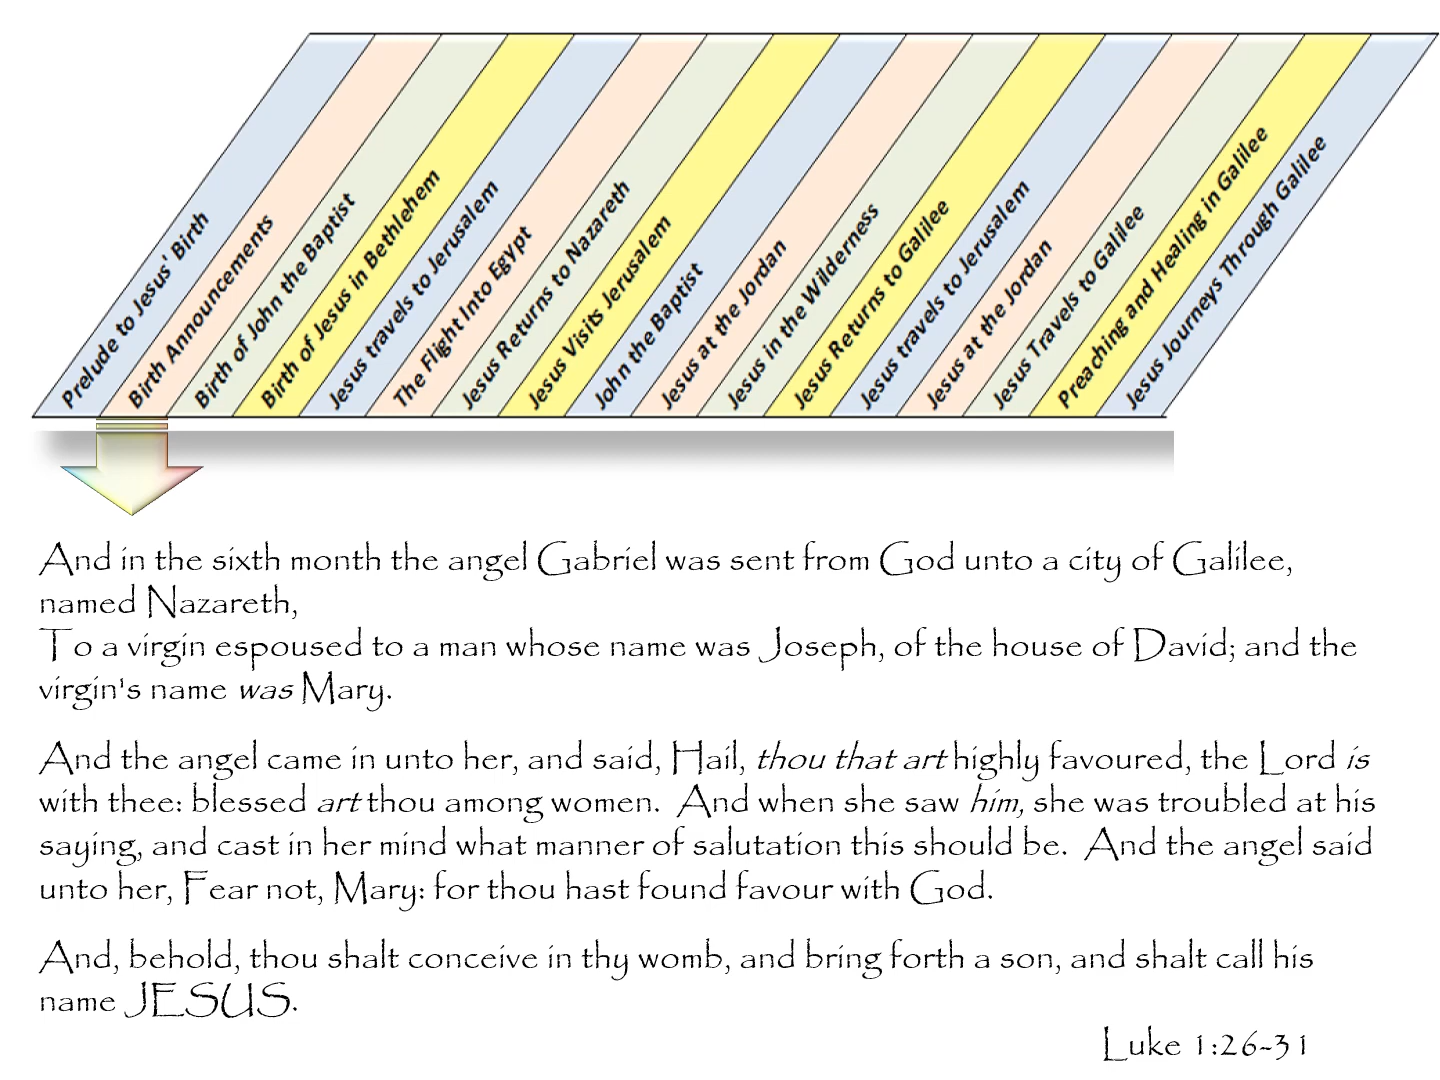 Prelude to Jesus' Birth
Birth Announcements
Birth of John the Baptist
Birth of Jesus in Bethlehem
Jesus travels to Jerusalem
The Flight Into Egypt
Jesus Returns to Nazareth
Jesus Visits Jerusalem
John the Baptist
Jesus at the Jordan
Jesus in the Wilderness
Jesus Returns to Galilee
Jesus travels to Jerusalem
Jesus at the Jordan
Jesus Travels to Galilee
Preaching and Healing in Galilee
Jesus Journeys Through Galilee
And in the sixth month the angel Gabriel was sent from God unto a city of Galilee,
named Nazareth,
To a virgin espoused to a man whose name was Joseph, of the house of David; and the
virgin's name was Mary.
And the angel came in unto her, and said, Hail, thou that art highly favoured, the Lord is
with thee: blessed art thou among women. And when she saw him, she was troubled at his
saying, and cast in her mind what manner of salutation this should be. And the angel said
unto her, Fear not, Mary: for thou hast found favour with God.
And, behold, thou shalt conceive in thy womb, and bring forth a son, and shalt call his
name JESUS.
Luke 1:26-31